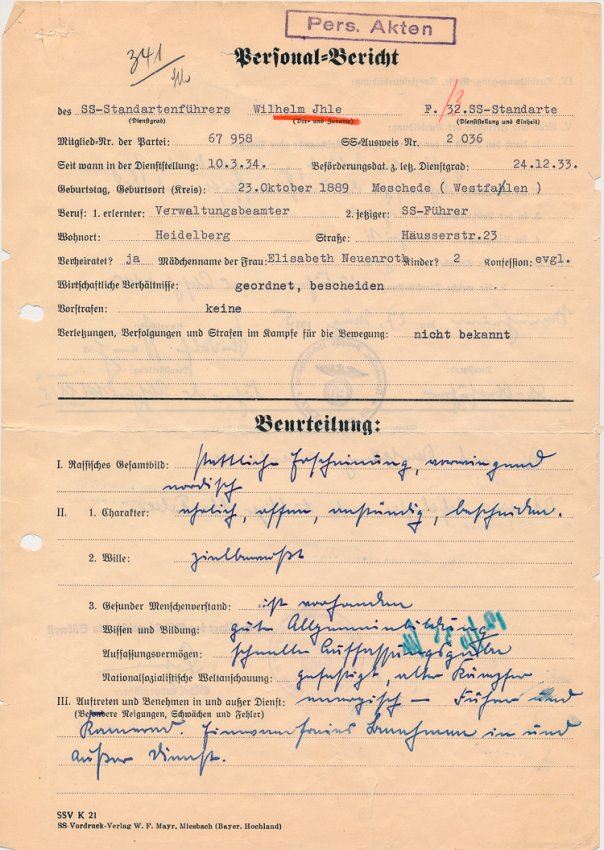 Pers. Akten
341
Personal-Bericht
des SS-Standartenführers Wilhelm Jhle F. 32.SS-Standarte
(Dienstgrad) (Vor- und Zuname) (Dienststellung und Einheit)
Mitglied-Nr. der Partei: 67 958 SS-Ausweis Nr. 2 036
Seit wann in der Dienststellung: 10.3.34. Beförderungsdat. z. letz. Dienstgrad: 24.12.33.
Geburtstag, Geburtsort (Kreis): 23.Oktober 1889 Meschede ( Westfalen )
Beruf: 1. erlernter: Verwaltungsbeamter 2. jetziger: SS-Führer
Wohnort: Heidelberg Straße: Häusserstr.23
Verheiratet? ja Mädchenname der Frau: Elisabeth Neuenroth Kinder? 2 Konfession: evgl.
Wirtschaftliche Verhältnisse: geordnet, bescheiden
Vorstrafen: keine
Verletzungen, Verfolgungen und Strafen im Kampfe für die Bewegung: nicht bekannt
Beurteilung:
I. Rassisches Gesamtbild: stattliche Erscheinung, vorwiegend
nordisch
II. 1. Charakter: ehrlich, offen, anständig, bescheiden.
2. Wille: zielbewußt
3. Gesunder Menschenverstand: ist vorhanden
Wissen und Bildung: gute Allgemeinbildung
Auffassungsvermögen: schnelle Auffassungsgabe
Nationalsozialistische Weltanschauung: gefestigt, alter Kämpfer
III. Auftreten und Benehmen in und außer Dienst: energisch – Führer und
(Besondere Neigungen, Schwächen und Fehler)
Kamerad. Einwandfreies Benehmen in und
außer Dienst.
SSV K 21
SS-Vordruck-Verlag W. F. Mayr, Miesbach (Bayer. Hochland)